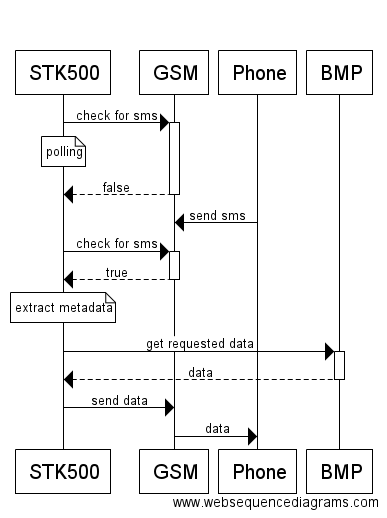 STK500 GSM Phone BMP
check for sms
polling
false
send sms
check for sms
true
extract metadata
get requested data
data
send data
data
STK500 GSM Phone BMP
www.websequencediagrams.com